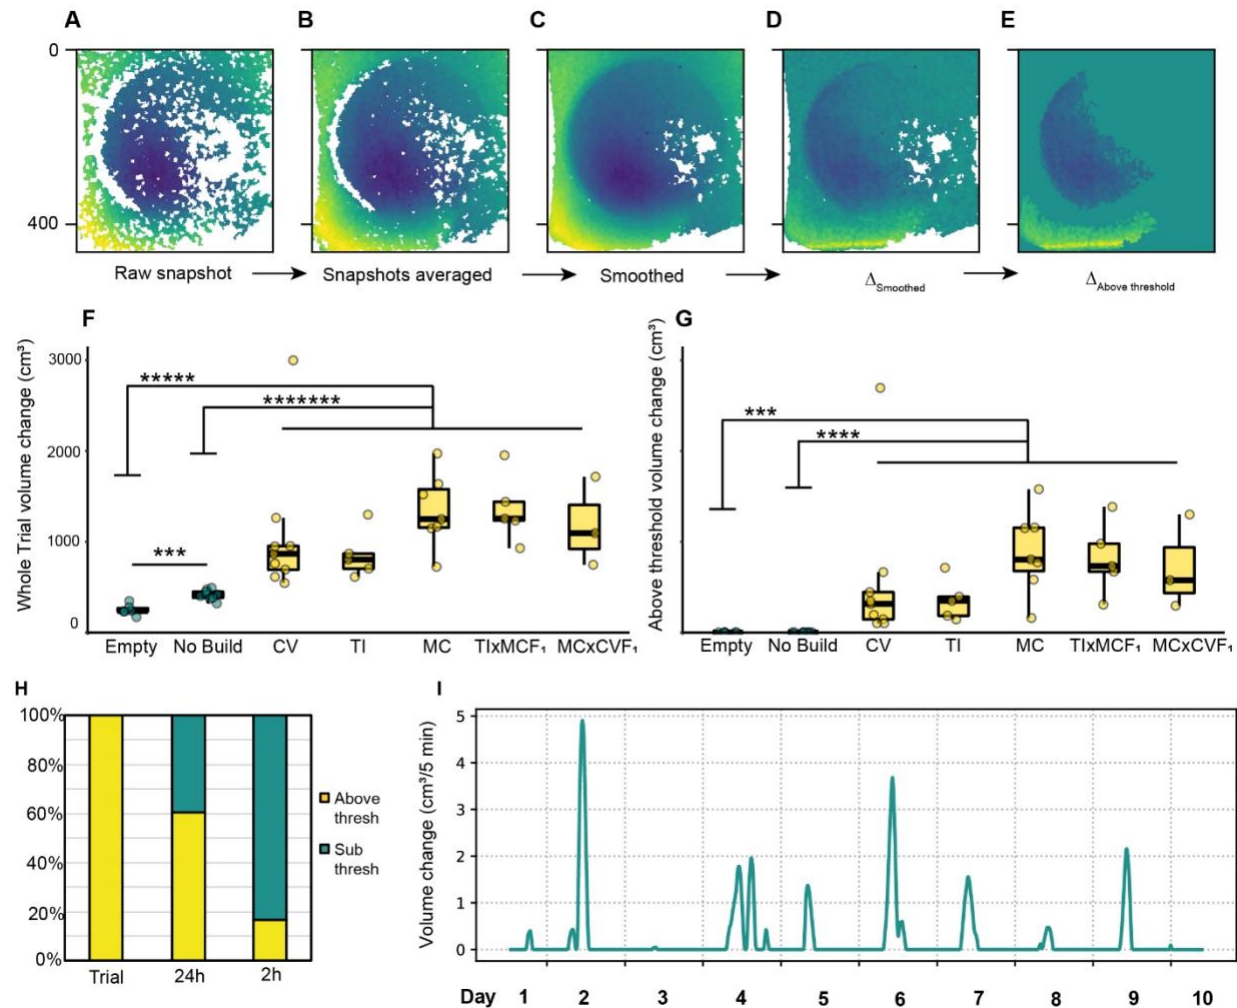 A
B
C
D
E
0
400
Raw snapshot
Snapshots averaged
Smoothed
Δ Smoothed
Δ Above threshold
F
Whole Trial volume change (cm³)
3000
2000
1000
0
*****
*******
***
Empty
No Build
CV
TI
MC
TIxMCF₁
MCxCVF₁
G
Above threshold volume change (cm³)
***
****
Empty
No Build
CV
TI
MC
TIxMCF₁
MCxCVF₁
H
100%
80%
60%
40%
20%
0%
Trial
24h
2h
Above
thresh
Sub
thresh
I
Volume change (cm³/5 min)
5
4
3
2
1
0
Day 1 2 3 4 5 6 7 8 9 10